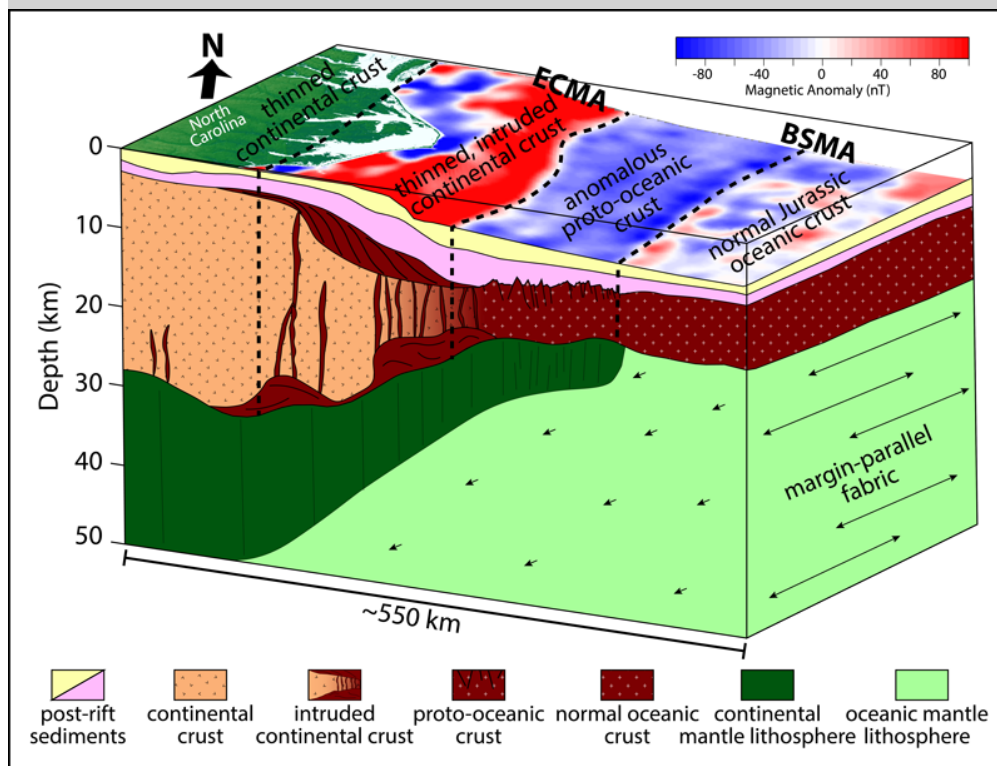 N
North
Carolina
thinned
continental crust
ECMA
thinned, intruded
continental crust
anomalous
proto-oceanic
crust
BSMA
normal Jurassic
oceanic crust
-80
-40
0
40
80
Magnetic Anomaly (nT)
Depth (km)
0
10
20
30
40
50
margin-parallel
fabric
~550 km
post-rift
sediments
continental
crust
intruded
continental crust
proto-oceanic
crust
normal oceanic
crust
continental
mantle lithosphere
oceanic mantle
lithosphere